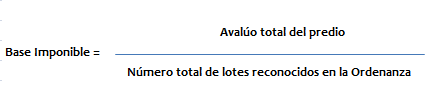 Avalúo total del predio
Base Imponible =
Número total de lotes reconocidos en la Ordenanza